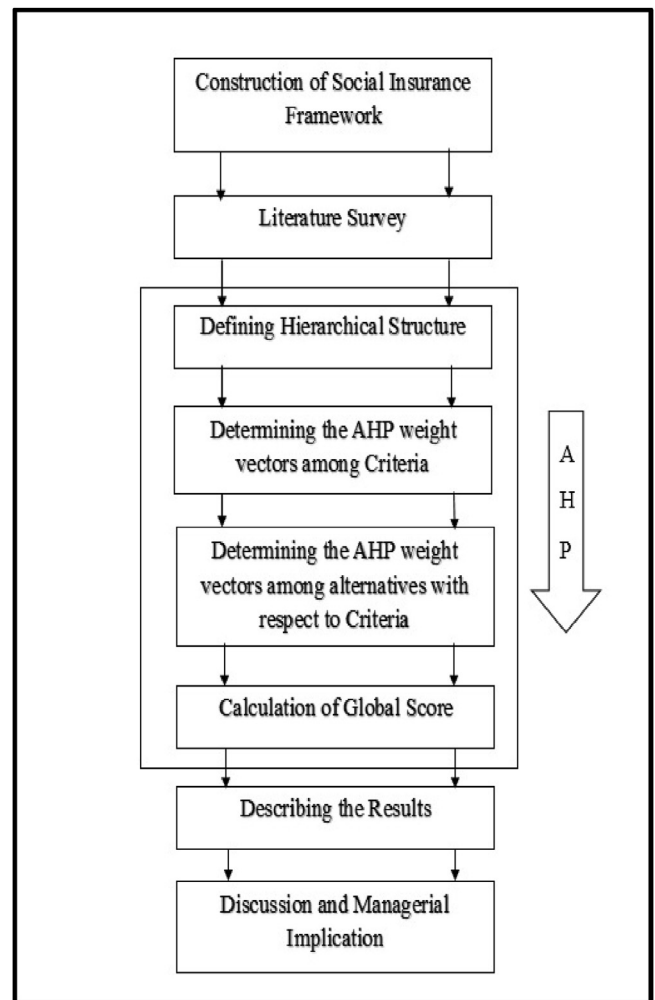 Construction of Social Insurance
Framework
Literature Survey
Defining Hierarchical Structure
Determining the AHP weight
vectors among Criteria
Determining the AHP weight
vectors among alternatives with
respect to Criteria
Calculation of Global Score
Describing the Results
Discussion and Managerial
Implication
A
H
P